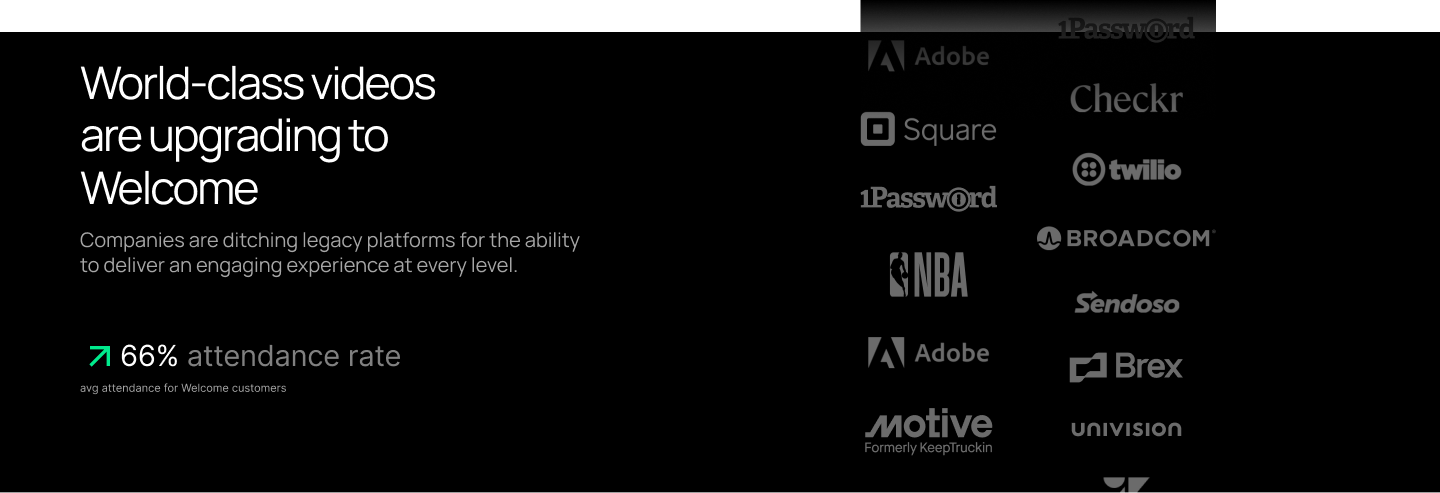 World-class videos
are upgrading to
Welcome
Companies are ditching legacy platforms for the ability
to deliver an engaging experience at every level.
66% attendance rate
avg attendance for Welcome customers
Adobe
Square
1Password
NBA
Adobe
motive
Formerly KeepTruckin
1Password
Checkr
twilio
BROADCOM®
Sendoso
Brex
UNIVISION